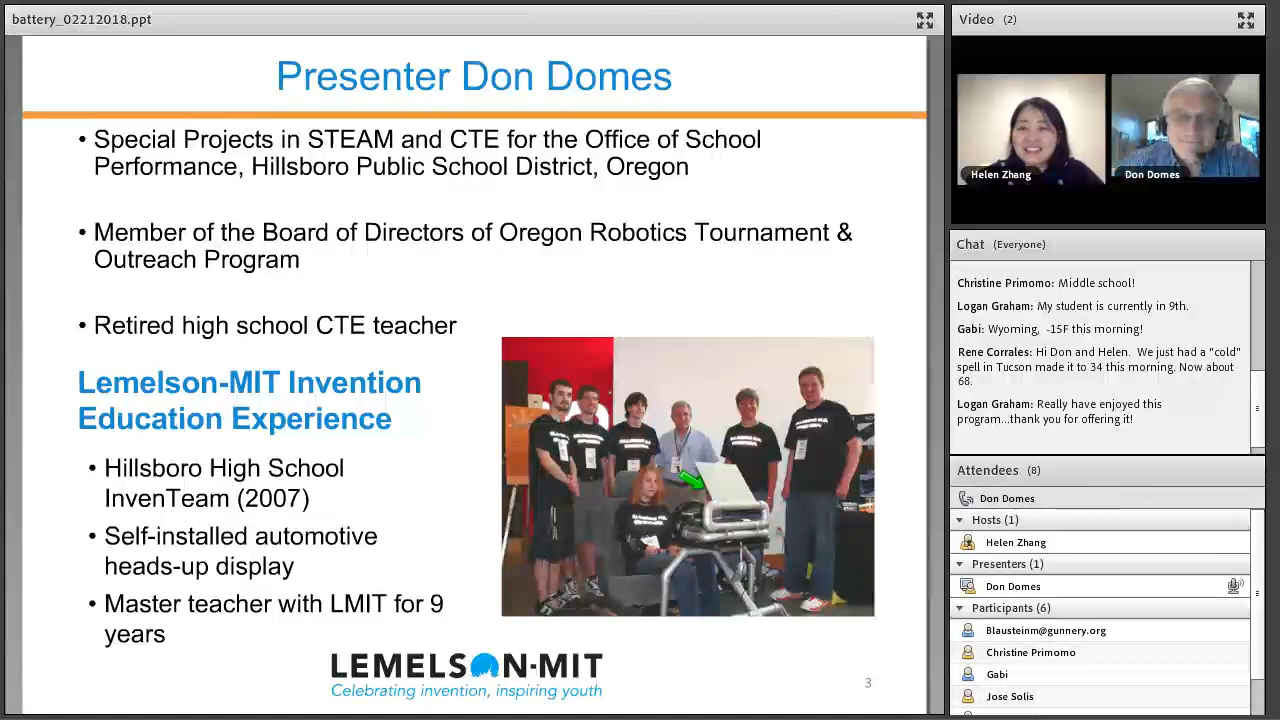 battery_02212018.ppt
Presenter Don Domes
• Special Projects in STEAM and CTE for the Office of School
Performance, Hillsboro Public School District, Oregon
• Member of the Board of Directors of Oregon Robotics Tournament &
Outreach Program
• Retired high school CTE teacher
Lemelson-MIT Invention
Education Experience
• Hillsboro High School
InvenTeam (2007)
• Self-installed automotive
heads-up display
• Master teacher with LMIT for 9
years
LEMELSON-MIT
Celebrating invention, inspiring youth
3
Video (2)
Helen Zhang
Don Domes
Chat (Everyone)
Christine Primomo: Middle school!
Logan Graham: My student is currently in 9th.
Gabi: Wyoming, -15F this morning!
Rene Corrales: Hi Don and Helen. We just had a "cold"
spell in Tucson made it to 34 this morning. Now about
68.
Logan Graham: Really have enjoyed this
program...thank you for offering it!
Attendees (8)
Don Domes
Hosts (1)
Helen Zhang
Presenters (1)
Don Domes
Participants (6)
Blausteinm@gunnery.org
Christine Primomo
Gabi
Jose Solis